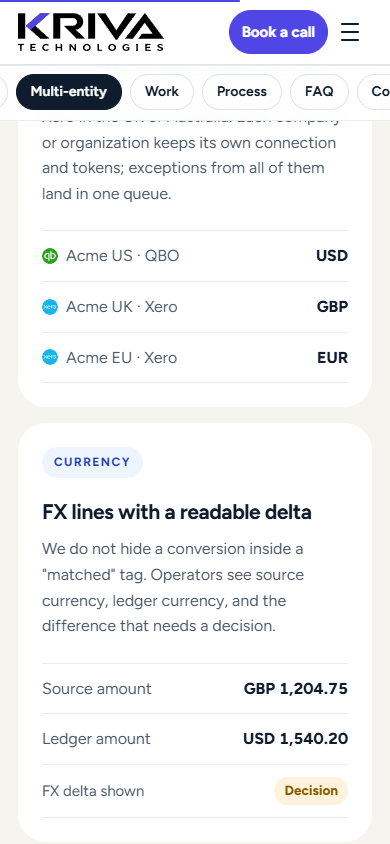 KRIVA
TECHNOLOGIES
Book a call
Multi-entity
Work
Process
FAQ
Co
or organization keeps its own connection
and tokens; exceptions from all of them
land in one queue.
qb
Acme US · QBO
USD
xero
Acme UK · Xero
GBP
xero
Acme EU · Xero
EUR
CURRENCY
FX lines with a readable delta
We do not hide a conversion inside a
"matched" tag. Operators see source
currency, ledger currency, and the
difference that needs a decision.
Source amount
GBP 1,204.75
Ledger amount
USD 1,540.20
FX delta shown
Decision